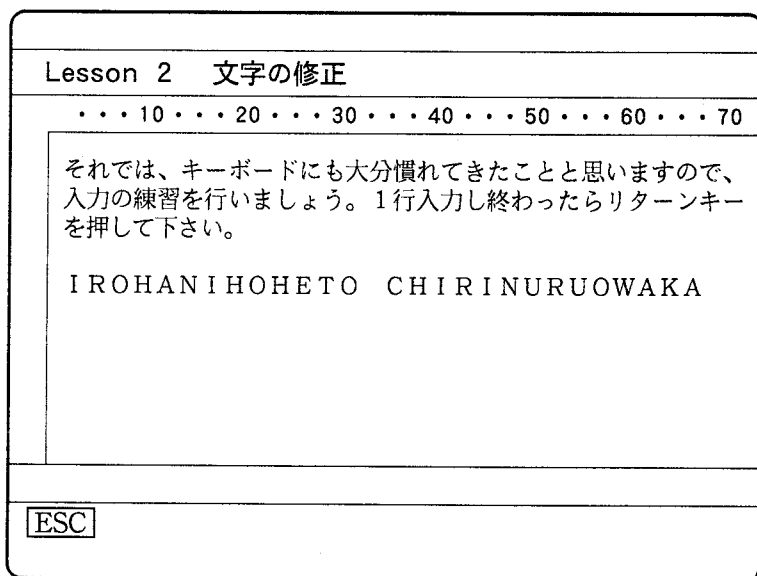 Lesson 2 文字の修正
・・・10・・・20・・・30・・・40・・・50・・・60・・・70
それでは、キーボードにも大分慣れてきたことと思いますので、
入力の練習を行いましょう。1行入力し終わったらリターンキー
を押して下さい。
IROHANIHOHETO CHIRINURUOWAKA
ESC